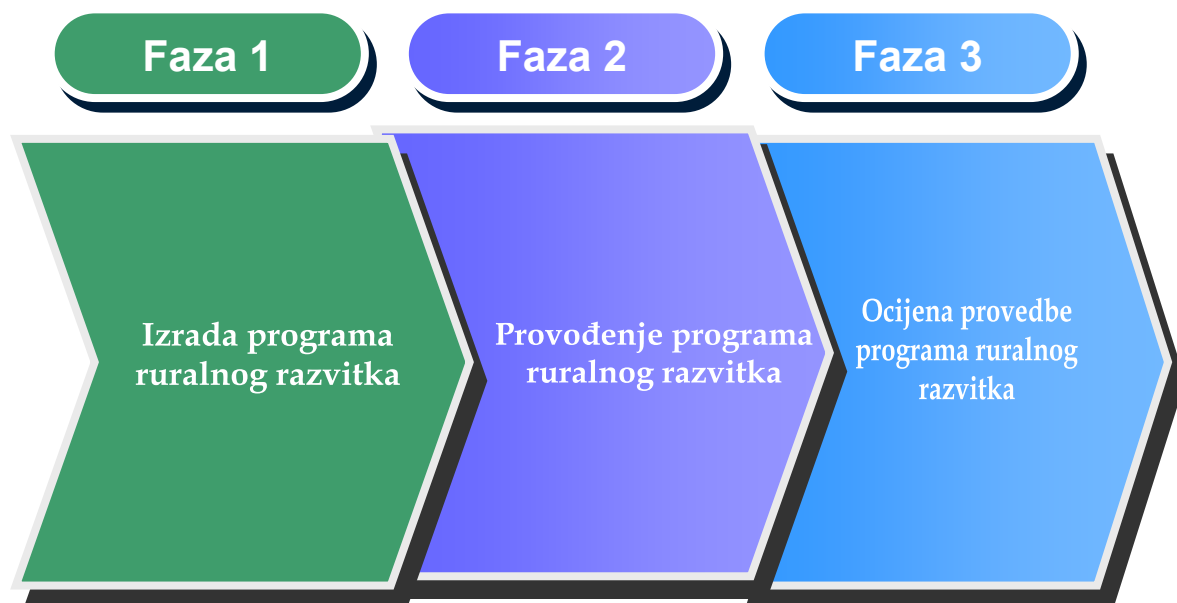 Faza 1
Faza 2
Faza 3
Izrada programa
ruralnog razvitka
Provođenje programa
ruralnog razvitka
Ocijena provedbe
programa ruralnog
razvitka